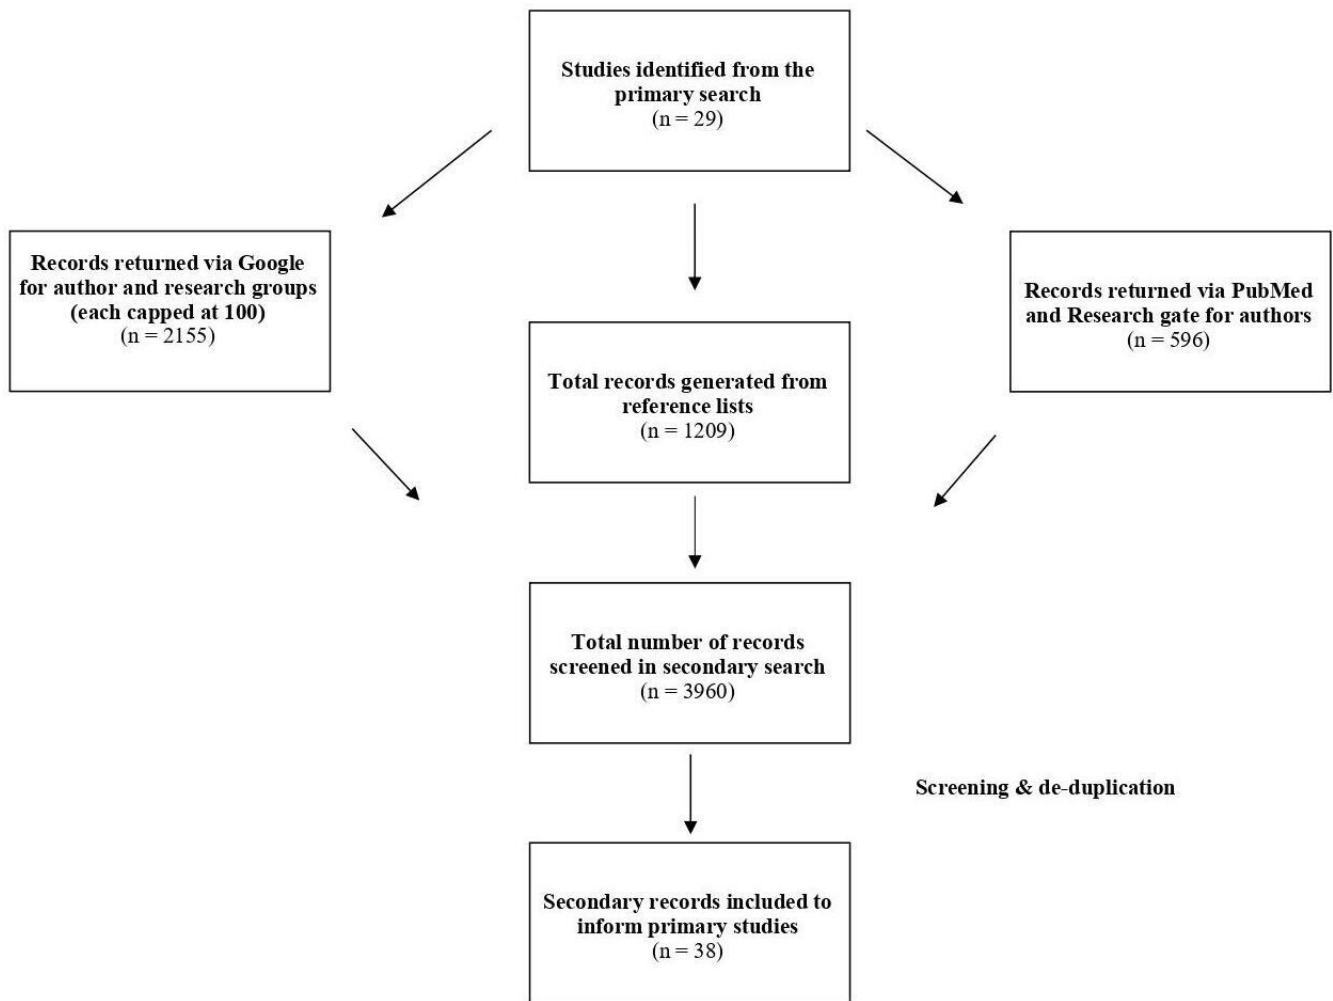 Studies identified from the
primary search
(n = 29)
Records returned via Google
for author and research groups
(each capped at 100)
(n = 2155)
Total records generated from
reference lists
(n = 1209)
Records returned via PubMed
and Research gate for authors
(n = 596)
Total number of records
screened in secondary search
(n = 3960)
Screening & de-duplication
Secondary records included to
inform primary studies
(n = 38)